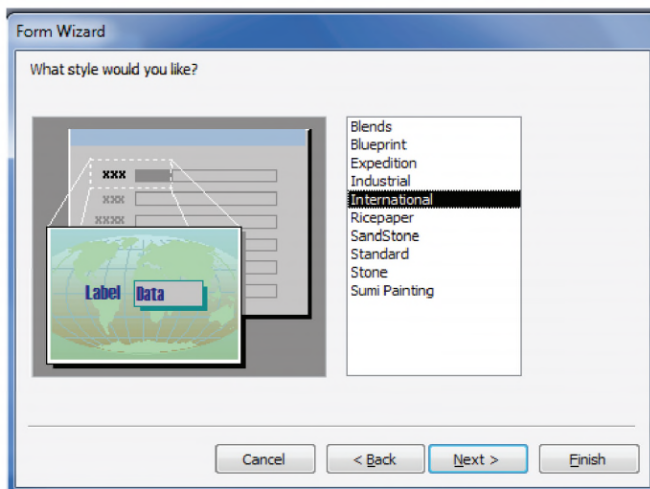 Form Wizard
What style would you like?
xxx
xxx
xxxx
Label Data
Blends
Blueprint
Expedition
Industrial
International
Ricepaper
SandStone
Standard
Stone
Sumi Painting
Cancel < Back Next > Finish